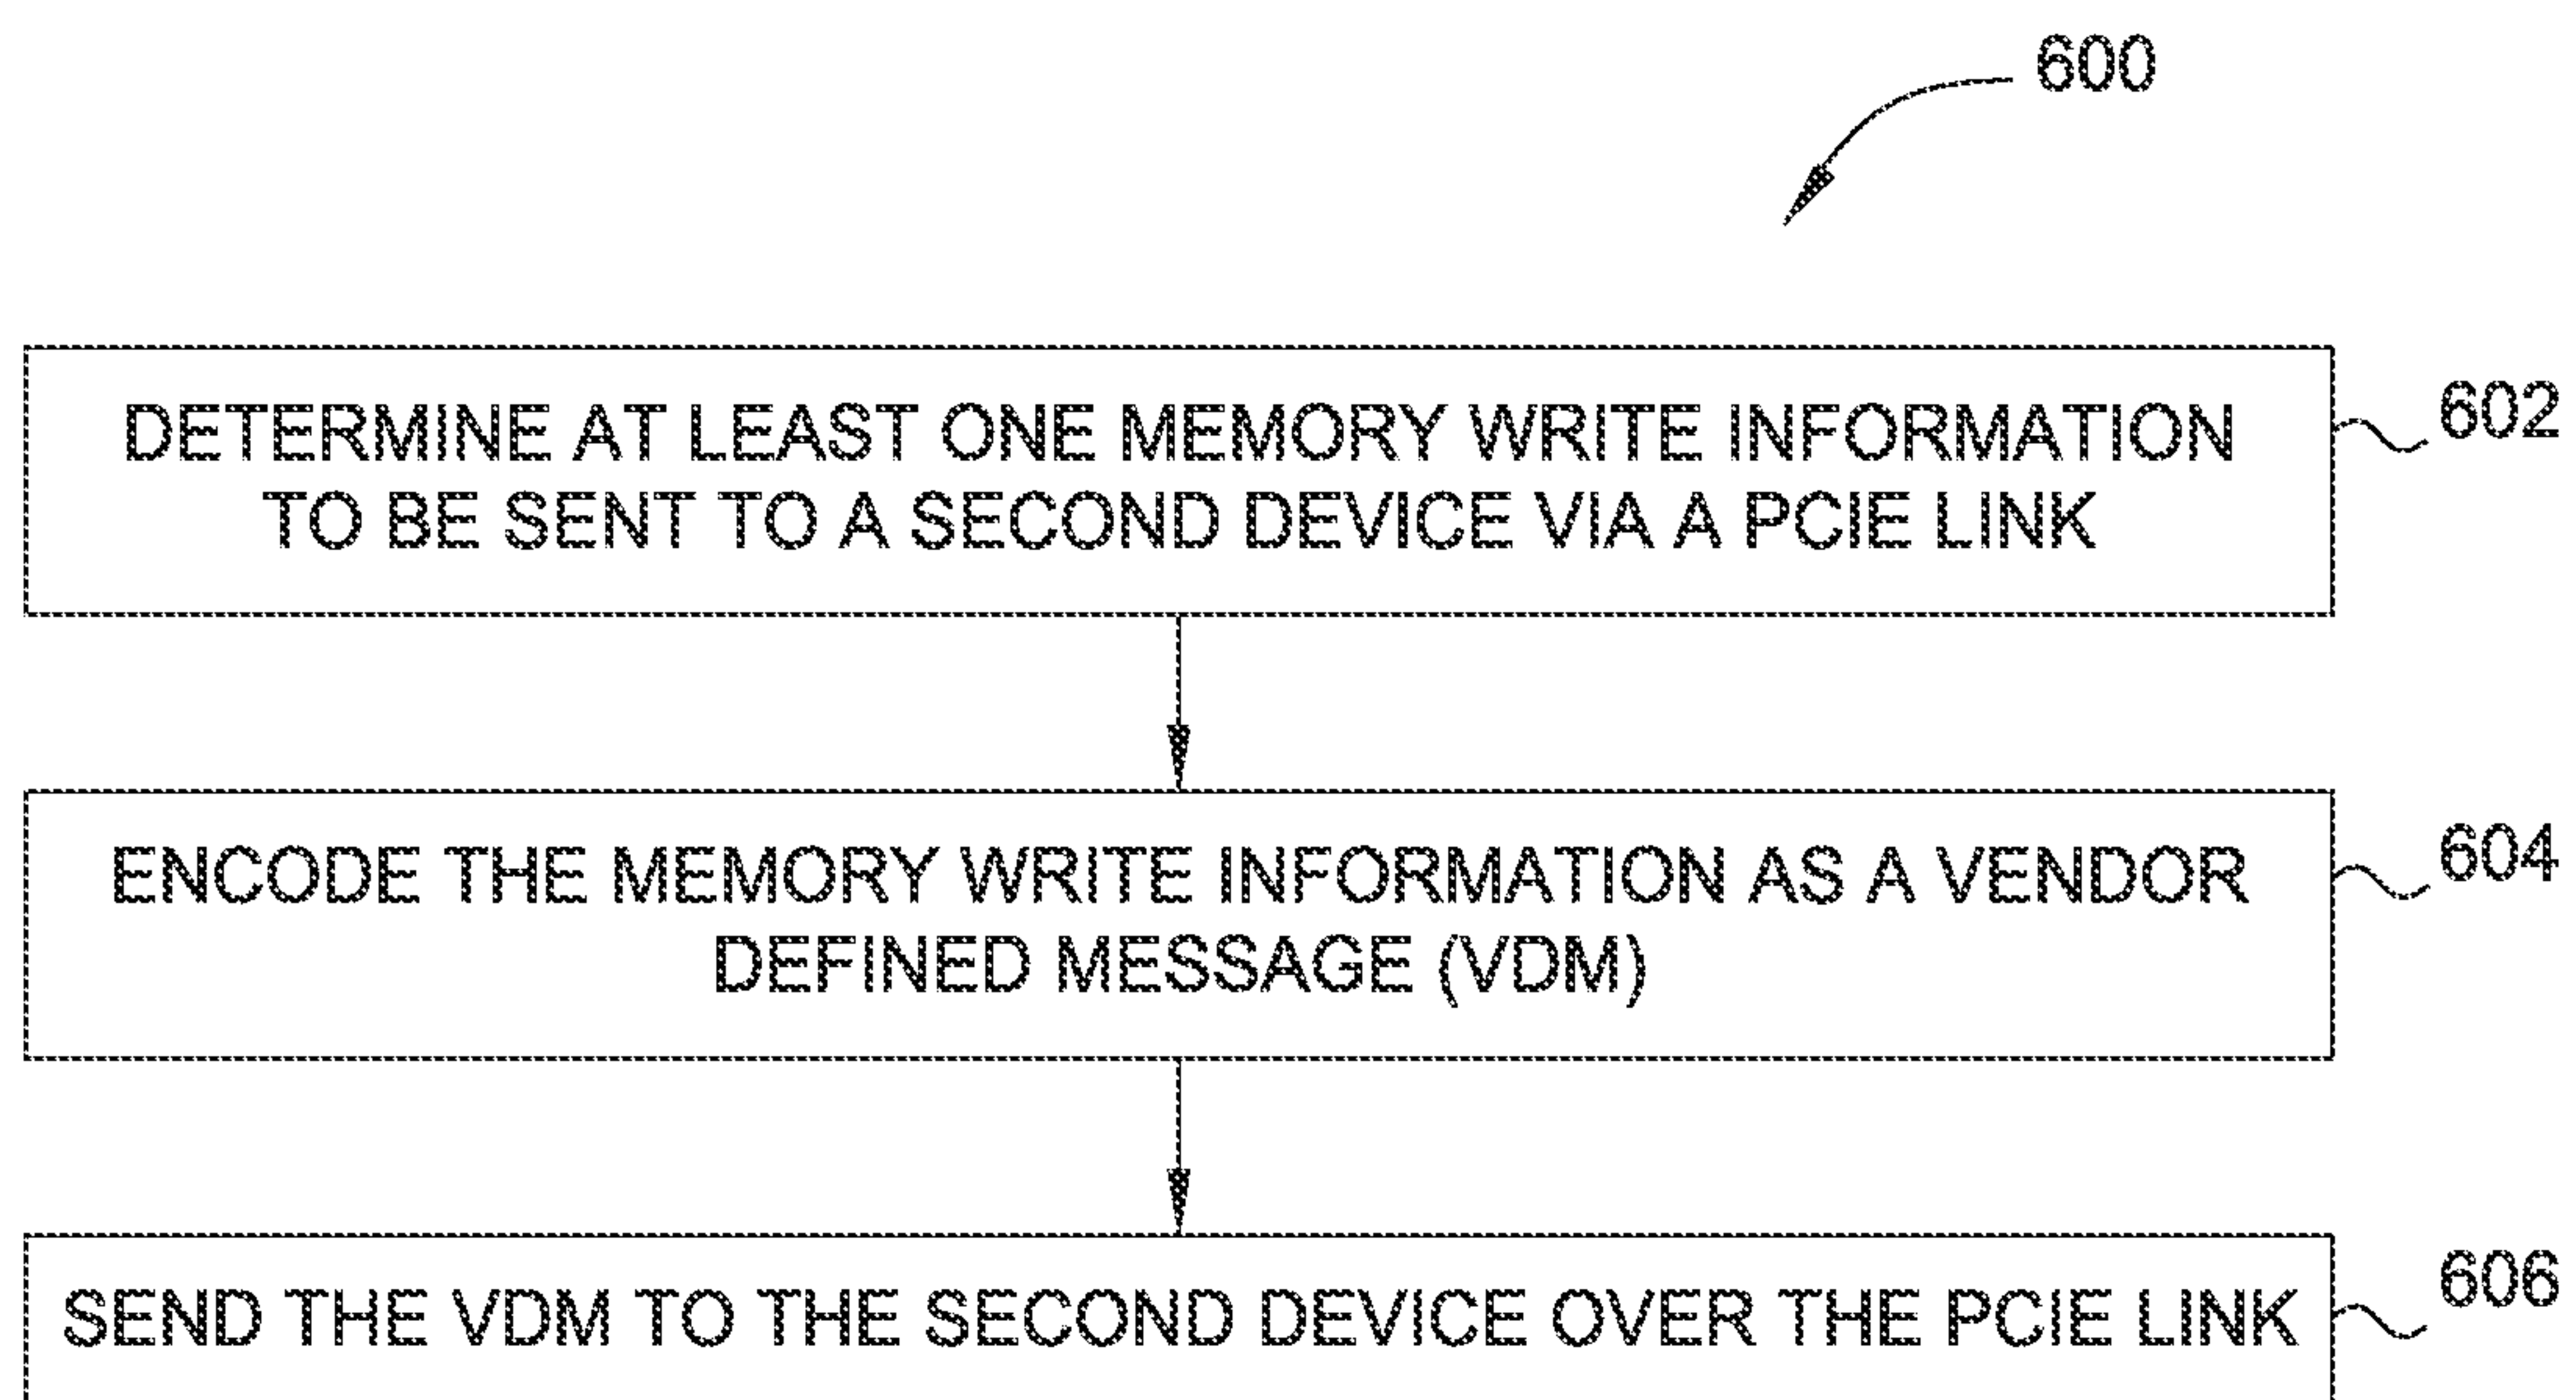 600
DETERMINE AT LEAST ONE MEMORY WRITE INFORMATION
TO BE SENT TO A SECOND DEVICE VIA A PCIE LINK
602
ENCODE THE MEMORY WRITE INFORMATION AS A VENDOR
DEFINED MESSAGE (VDM)
604
SEND THE VDM TO THE SECOND DEVICE OVER THE PCIE LINK
606